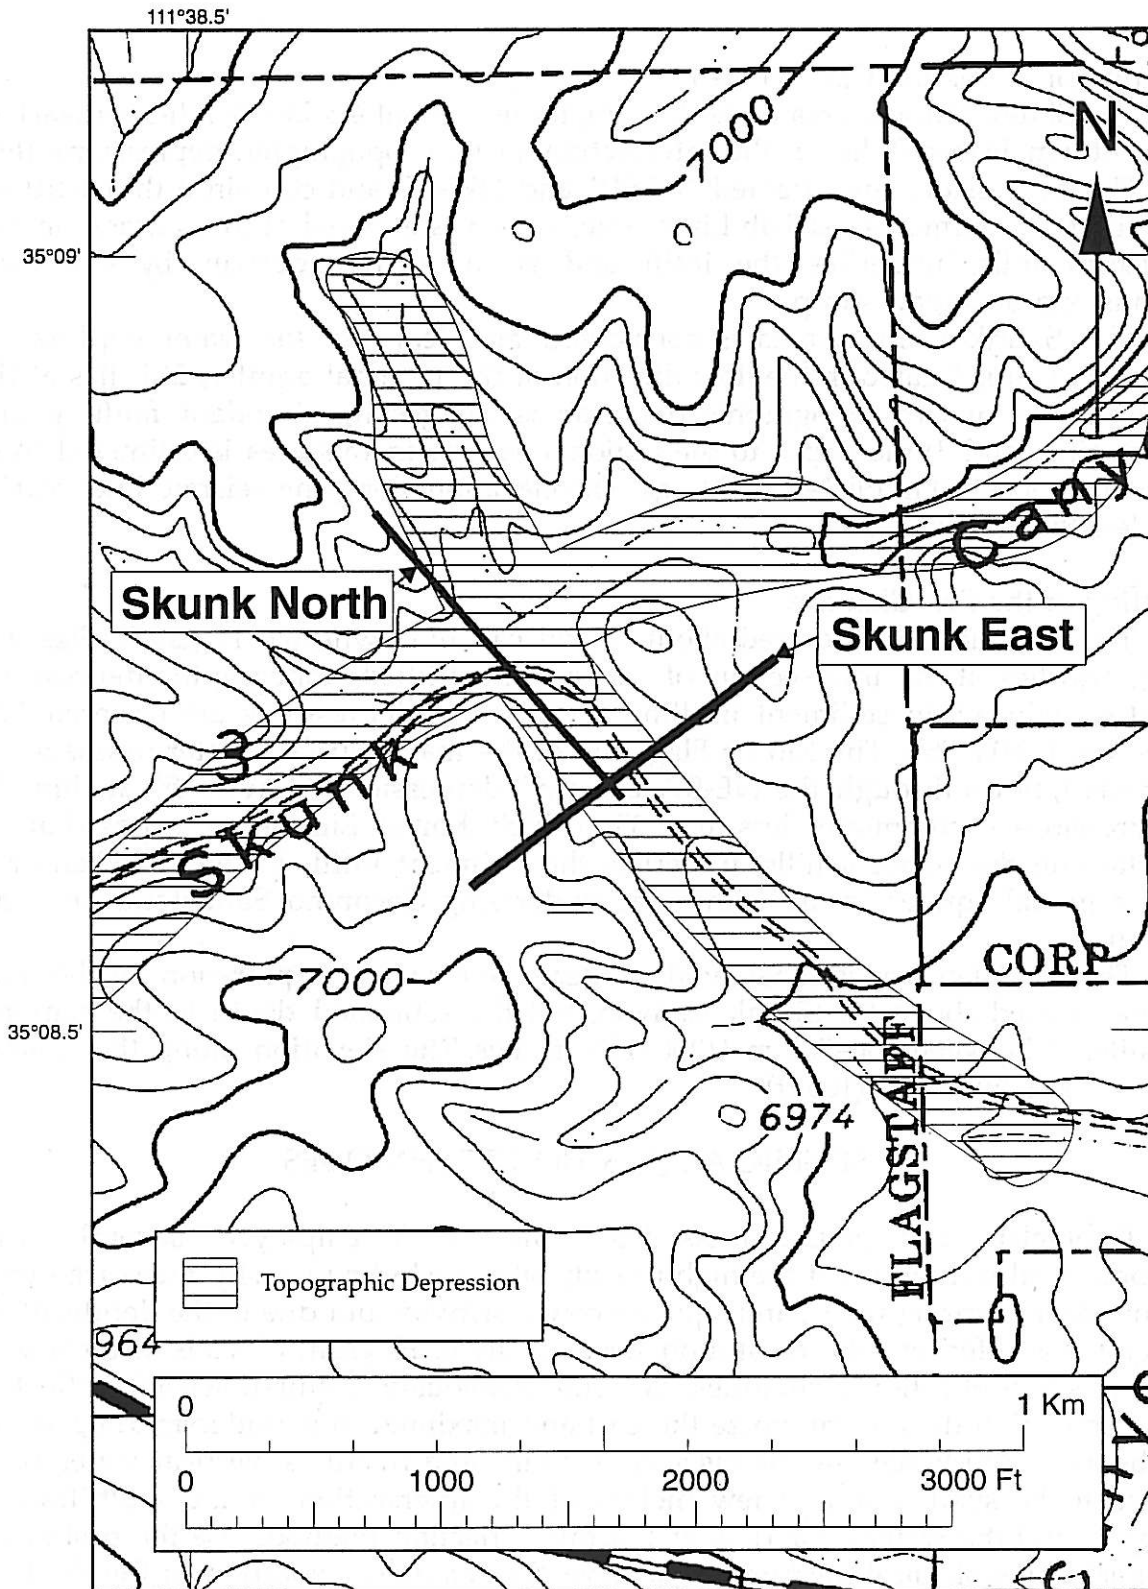 111°38.5'
7000
N
35°09'
Cany
Skunk North
Skunk East
3
Skunk
7000
CORP
35°08.5'
6974
FLAGSTAFF
Topographic Depression
964
0 1 Km
0 1000 2000 3000 Ft